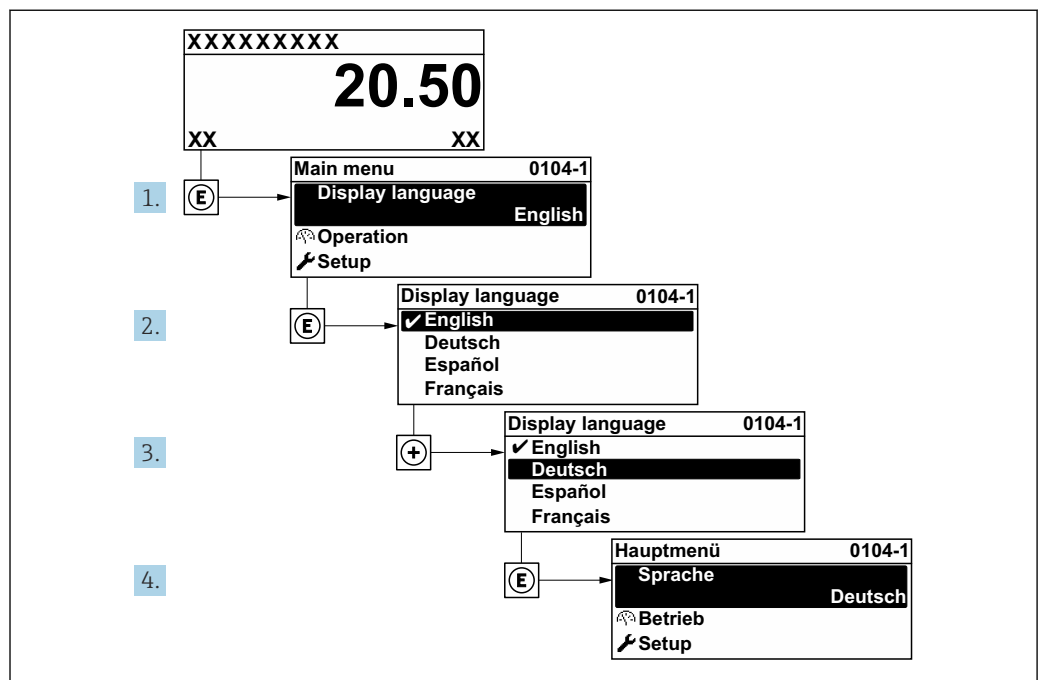 XXXXXXXXX
20.50
XX XX
1. E
Main menu 0104-1
Display language
English
Operation
Setup
2. E
Display language 0104-1
✔ English
Deutsch
Español
Français
3. +
Display language 0104-1
✔ English
Deutsch
Español
Français
4. E
Hauptmenü 0104-1
Sprache
Deutsch
Betrieb
Setup